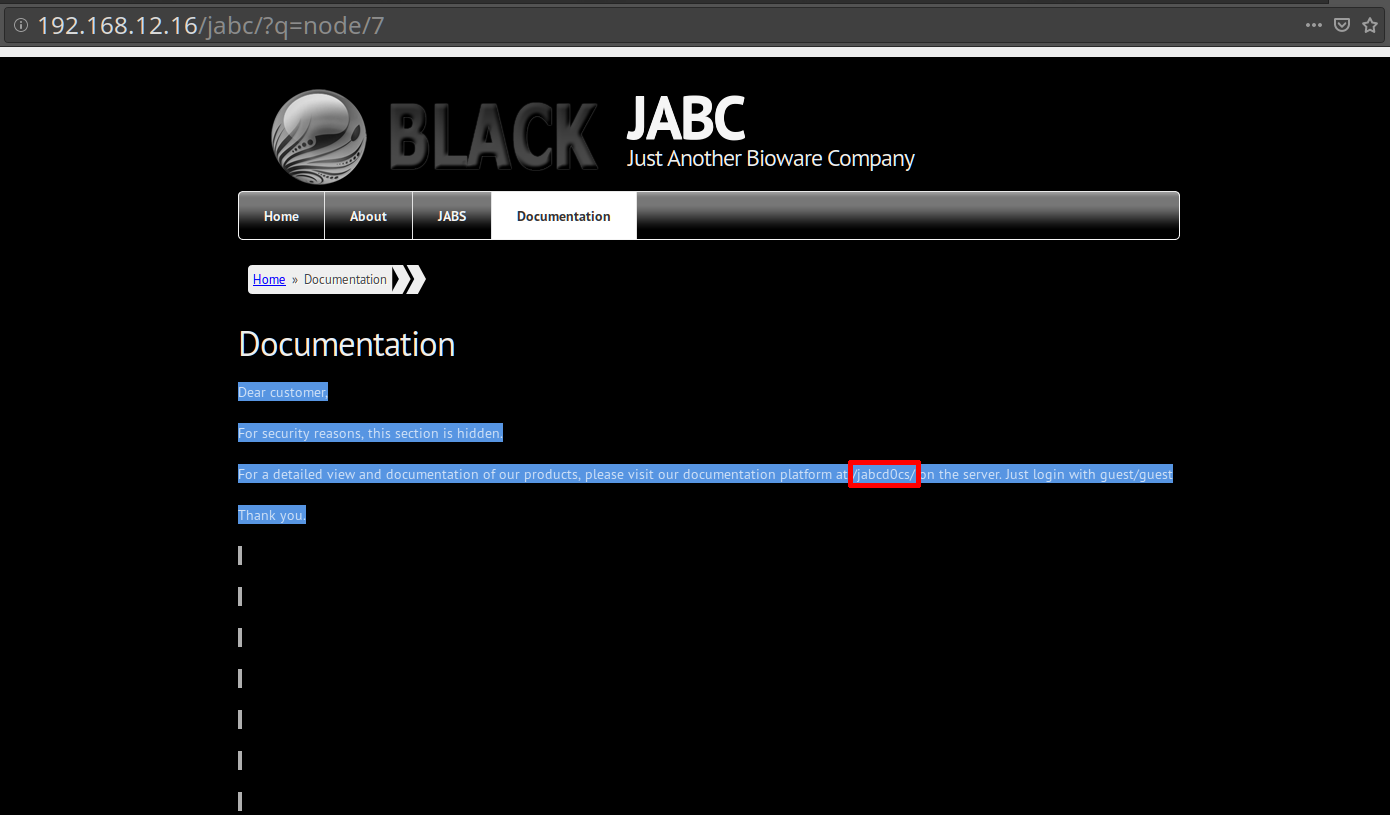 192.168.12.16/jabc/?q=node/7
BLACK
JABC
Just Another Bioware Company
Home About JABS Documentation
Home » Documentation
Documentation
Dear customer,
For security reasons, this section is hidden.
For a detailed view and documentation of our products, please visit our documentation platform at /jabcd0cs/ on the server. Just login with guest/guest
Thank you.